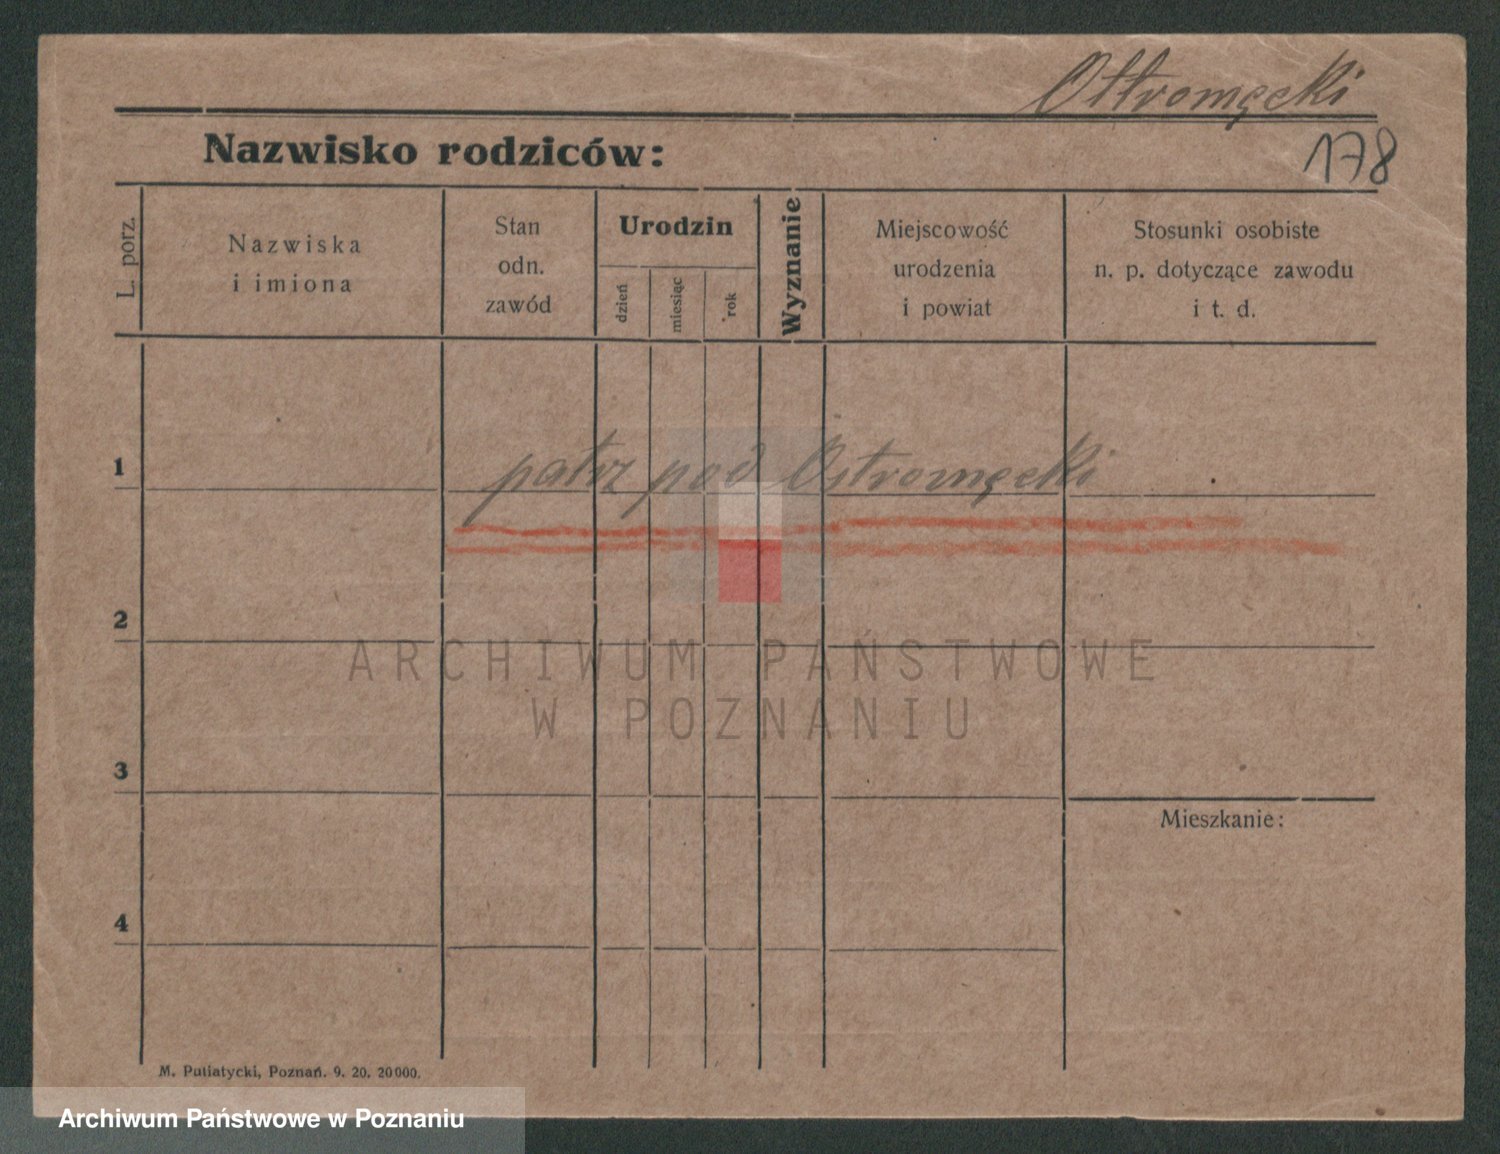 Ottromęcki
Nazwisko rodziców:
178
L. porz.
Nazwiska
i imiona
Stan
odn.
zawód
Urodzin
dzień
miesiąc
rok
Wyznanie
Miejscowość
urodzenia
i powiat
Stosunki osobiste
n. p. dotyczące zawodu
i t. d.
1
patrz pod Ostromęcki
2
ARCHIWUM PAŃSTWOWE
W POZNANIU
3
Mieszkanie:
4
M. Putiatycki, Poznań. 9. 20. 20000.
Archiwum Państwowe w Poznaniu